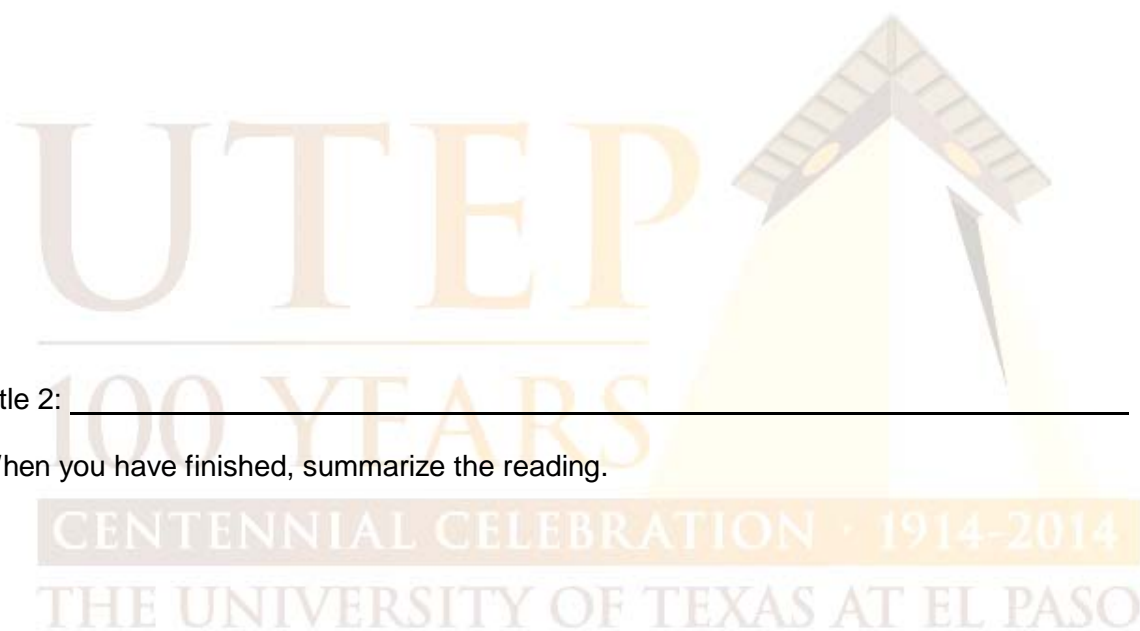 UTEP
100 YEARS
tle 2:
hen you have finished, summarize the reading.
CENTENNIAL CELEBRATION · 1914-2014
THE UNIVERSITY OF TEXAS AT EL PASO